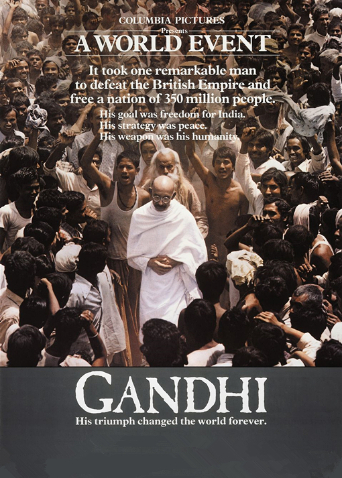 COLUMBIA PICTURES
Presents
A WORLD EVENT
It took one remarkable man
to defeat the British Empire and
free a nation of 350 million people.
His goal was freedom for India.
His strategy was peace.
His weapon was his humanity.
GANDHI
His triumph changed the world forever.